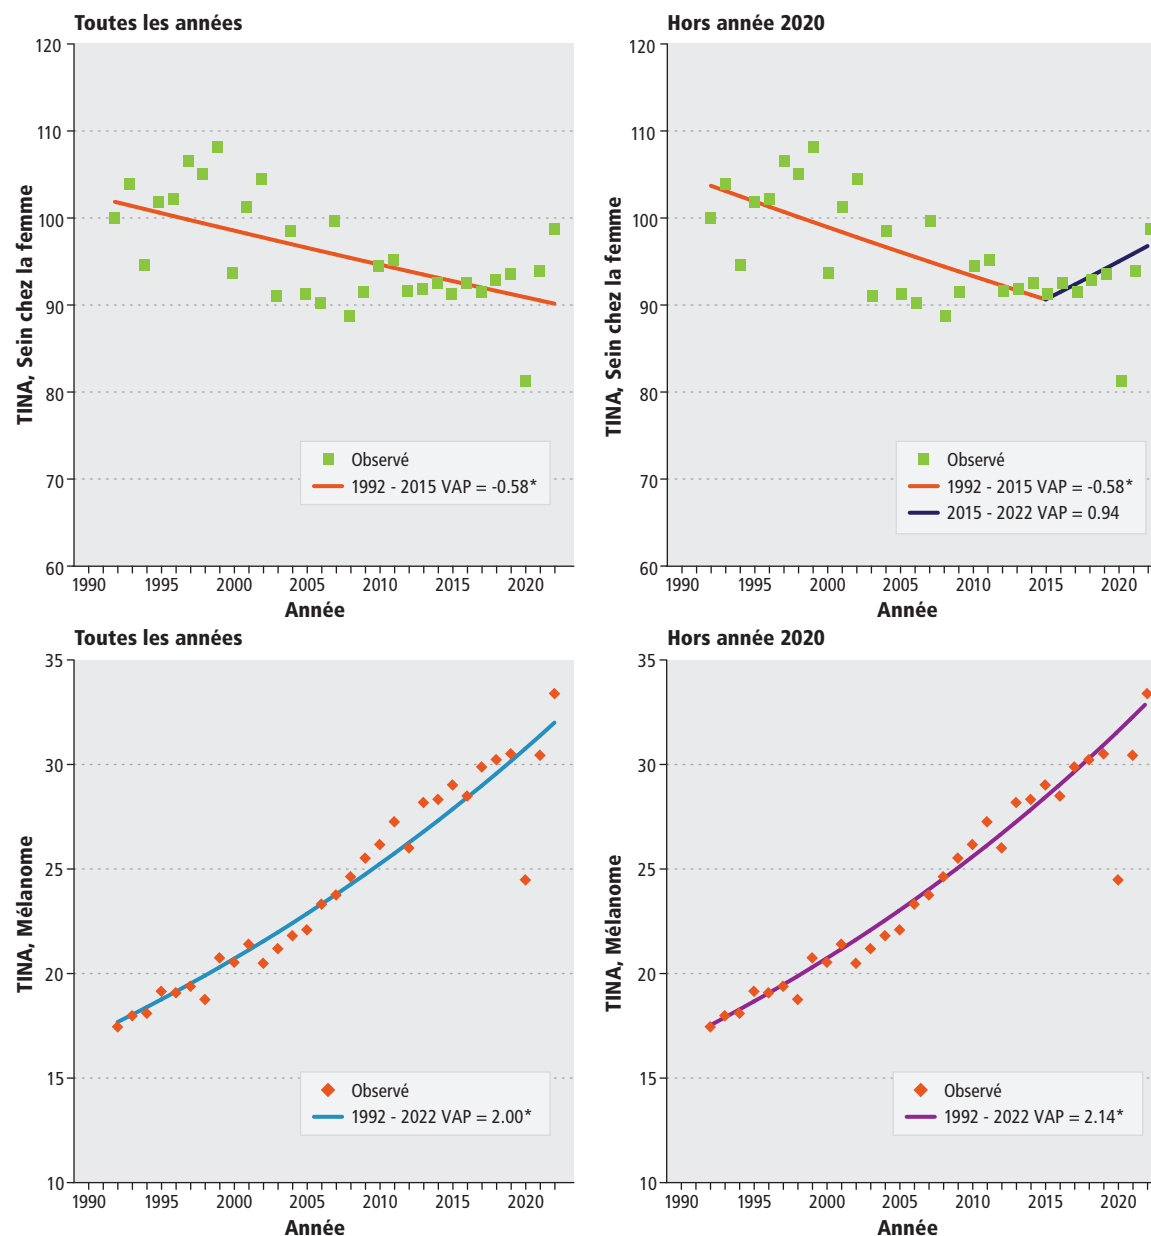 Toutes les années
120
110
100
90
80
70
60
TINA, Sein chez la femme
Observé
1992 - 2015 VAP = -0.58*
1990 1995 2000 2005 2010 2015 2020
Année
Hors année 2020
120
110
100
90
80
70
60
TINA, Sein chez la femme
Observé
1992 - 2015 VAP = -0.58*
2015 - 2022 VAP = 0.94
1990 1995 2000 2005 2010 2015 2020
Année
Toutes les années
35
30
25
20
15
10
TINA, Mélanome
Observé
1992 - 2022 VAP = 2.00*
1990 1995 2000 2005 2010 2015 2020
Année
Hors année 2020
35
30
25
20
15
10
TINA, Mélanome
Observé
1992 - 2022 VAP = 2.14*
1990 1995 2000 2005 2010 2015 2020
Année